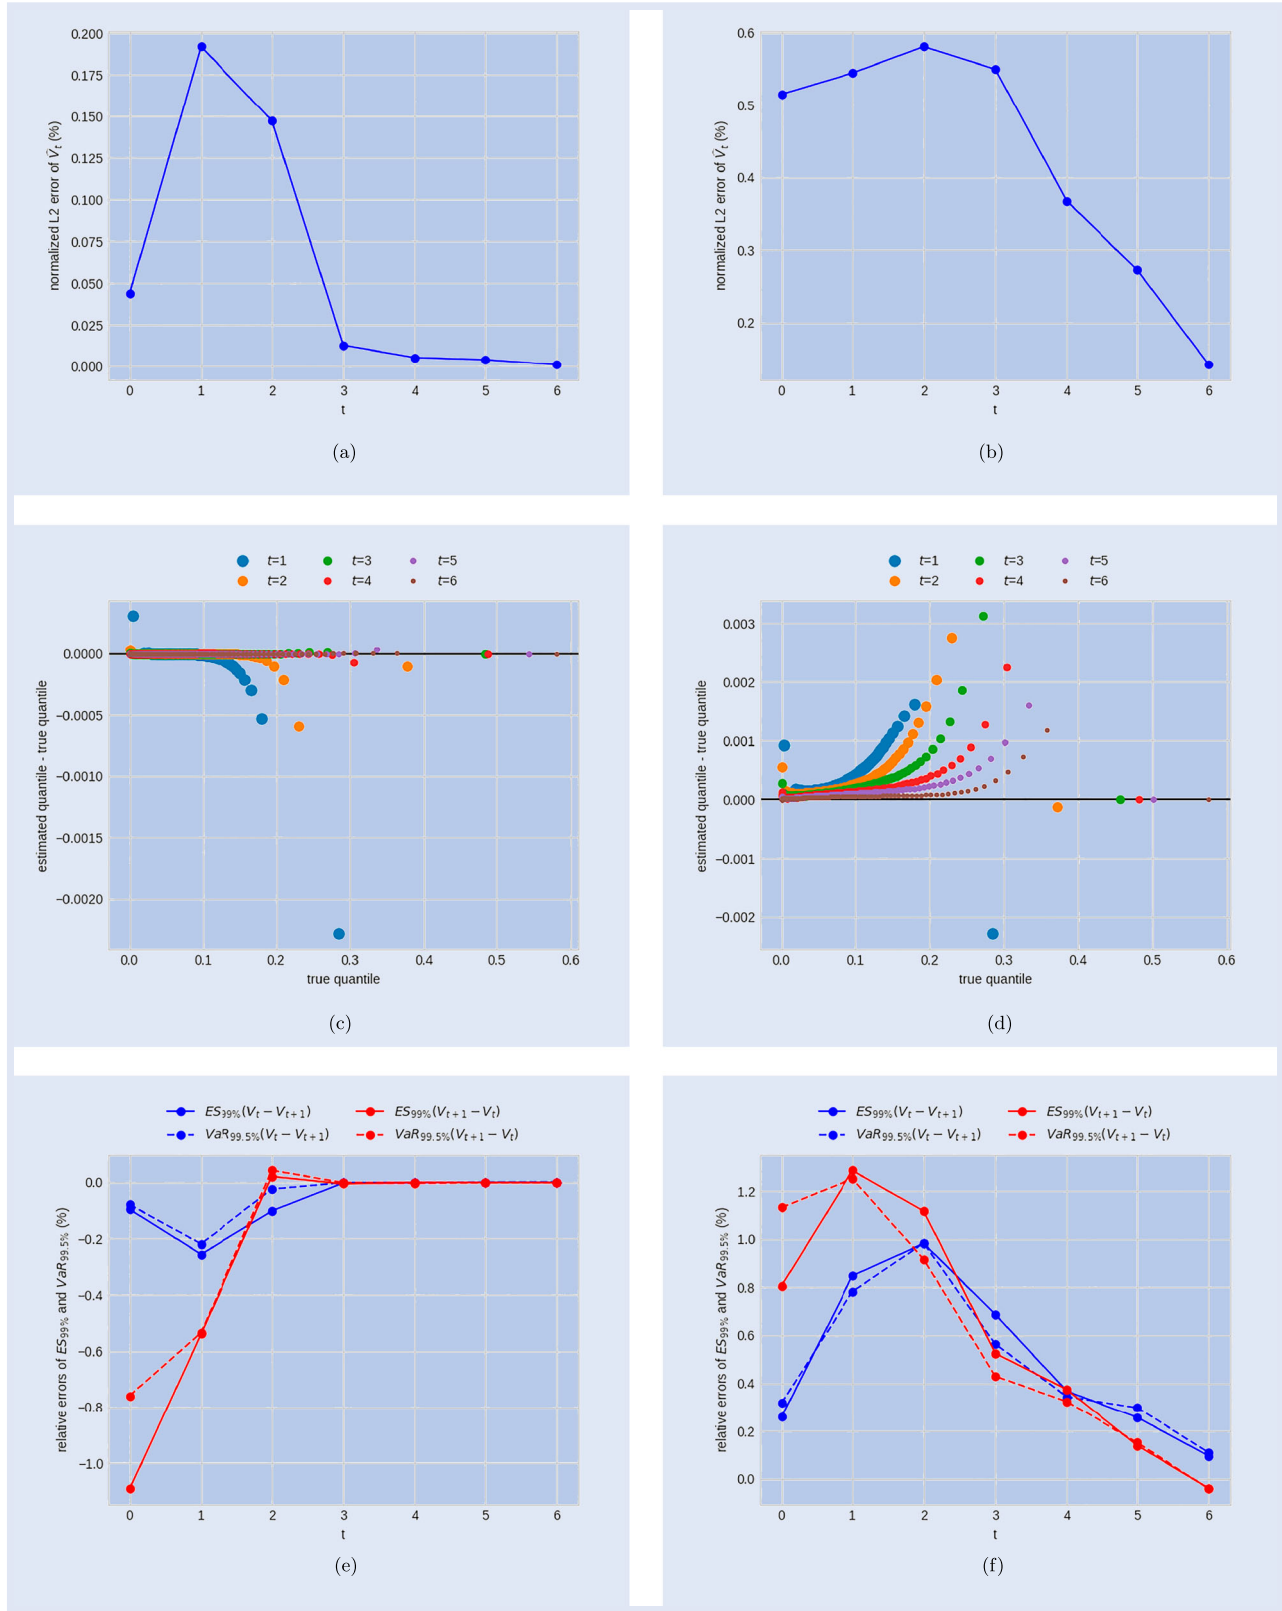 0.200
0.175
0.150
0.125
0.100
0.075
0.050
0.025
0.000
normalized L2 error of V̂t (%)
0 1 2 3 4 5 6
t
(a)
0.6
0.5
0.4
0.3
0.2
normalized L2 error of V̂t (%)
0 1 2 3 4 5 6
t
(b)
t=1 t=3 t=5
t=2 t=4 t=6
0.0000
−0.0005
−0.0010
−0.0015
−0.0020
estimated quantile - true quantile
0.0 0.1 0.2 0.3 0.4 0.5 0.6
true quantile
(c)
t=1 t=3 t=5
t=2 t=4 t=6
0.003
0.002
0.001
0.000
−0.001
−0.002
estimated quantile - true quantile
0.0 0.1 0.2 0.3 0.4 0.5 0.6
true quantile
(d)
ES99%(Vt − Vt+1) ES99%(Vt+1 − Vt)
VaR99.5%(Vt − Vt+1) VaR99.5%(Vt+1 − Vt)
0.0
−0.2
−0.4
−0.6
−0.8
−1.0
relative errors of ES99% and VaR99.5% (%)
0 1 2 3 4 5 6
t
(e)
ES99%(Vt − Vt+1) ES99%(Vt+1 − Vt)
VaR99.5%(Vt − Vt+1) VaR99.5%(Vt+1 − Vt)
1.2
1.0
0.8
0.6
0.4
0.2
0.0
relative errors of ES99% and VaR99.5% (%)
0 1 2 3 4 5 6
t
(f)